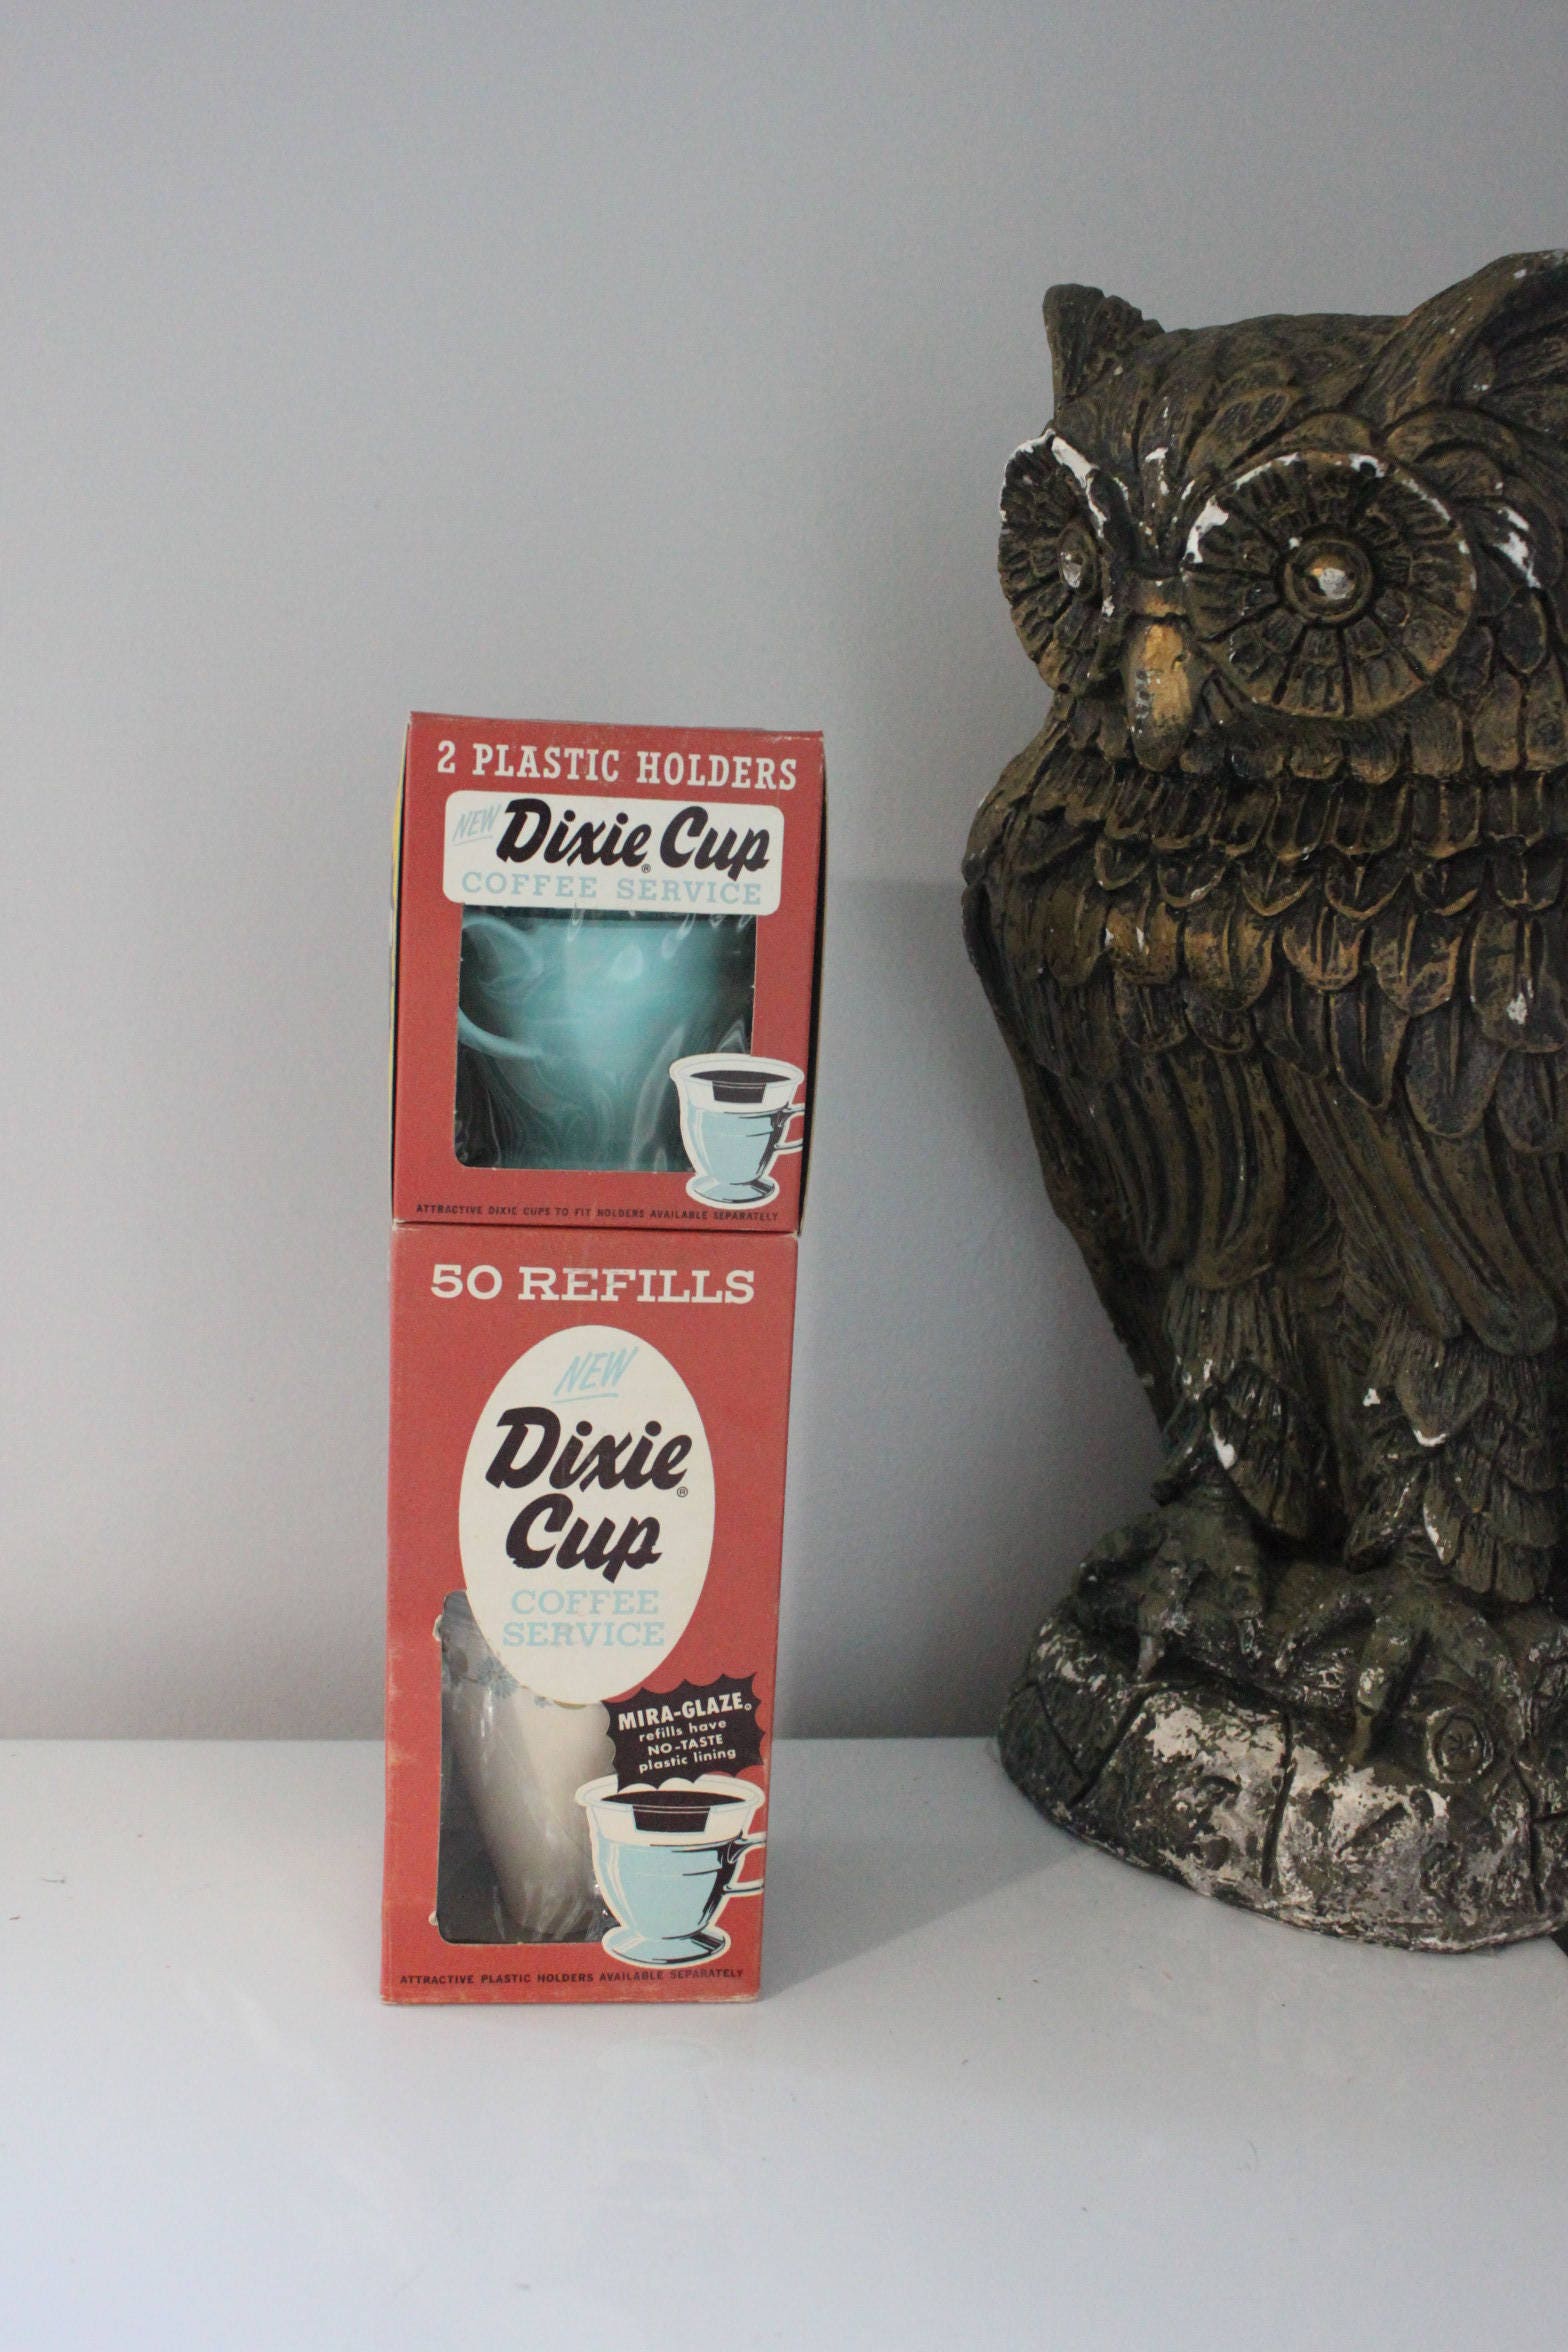 2 PLASTIC HOLDERS
NEW Dixie® Cup
COFFEE SERVICE
ATTRACTIVE DIXIE CUPS TO FIT HOLDERS AVAILABLE SEPARATELY
50 REFILLS
NEW
Dixie®
Cup
COFFEE
SERVICE
MIRA-GLAZE®
refills have
NO-TASTE
plastic lining
ATTRACTIVE PLASTIC HOLDERS AVAILABLE SEPARATELY